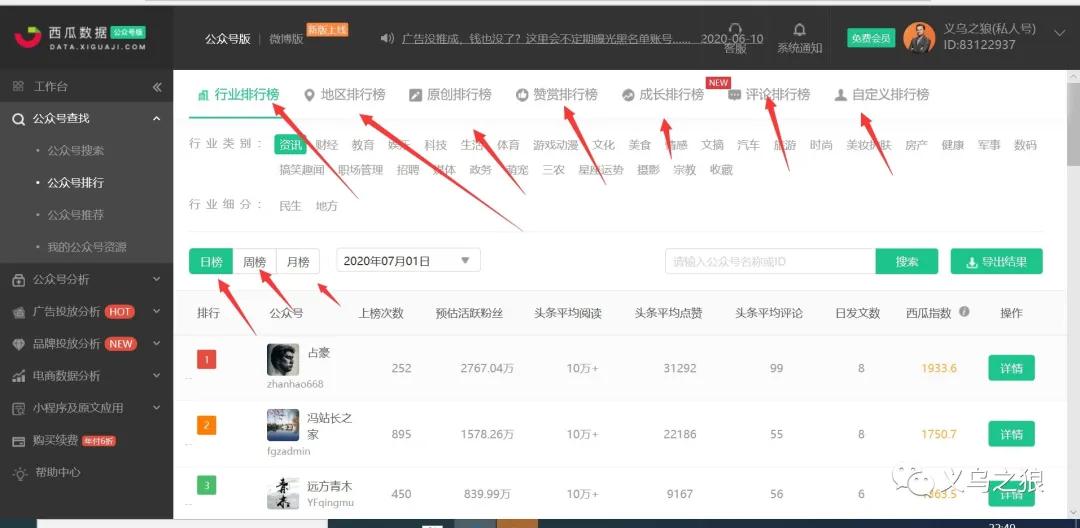 西瓜数据 公众号版
DATA.XIGUAJI.COM
公众号版 | 微博版 新版上线
广告没推成，钱也没了？这里会不定期曝光黑名单账号...... 2020-06-10
客服
系统通知
免费会员
义乌之狼(私人号)
ID:83122937
工作台
公众号查找
公众号搜索
公众号排行
公众号推荐
我的公众号资源
公众号分析
广告投放分析 HOT
品牌投放分析 NEW
电商数据分析
小程序及原文应用
购买续费 年付6折
帮助中心
行业排行榜 地区排行榜 原创排行榜 赞赏排行榜 成长排行榜 NEW 评论排行榜 自定义排行榜
行业类别： 资讯 财经 教育 娱乐 科技 生活 体育 游戏动漫 文化 美食 情感 文摘 汽车 旅游 时尚 美妆护肤 房产 健康 军事 数码
搞笑趣闻 职场管理 招聘 媒体 政务 萌宠 三农 星座运势 摄影 宗教 收藏
行业细分： 民生 地方
日榜 周榜 月榜 2020年07月01日 请输入公众号名称或ID 搜索 导出结果
排行 公众号 上榜次数 预估活跃粉丝 头条平均阅读 头条平均点赞 头条平均评论 日发文数 西瓜指数 操作
1 占豪 252 2767.04万 10万+ 31292 99 8 1933.6 详情
zhanhao668
2 冯站长之家 895 1578.26万 10万+ 22186 55 8 1750.7 详情
fgzadmin
3 远方青木 450 839.99万 10万+ 9167 56 6 详情
YFqingmu
义乌之狼